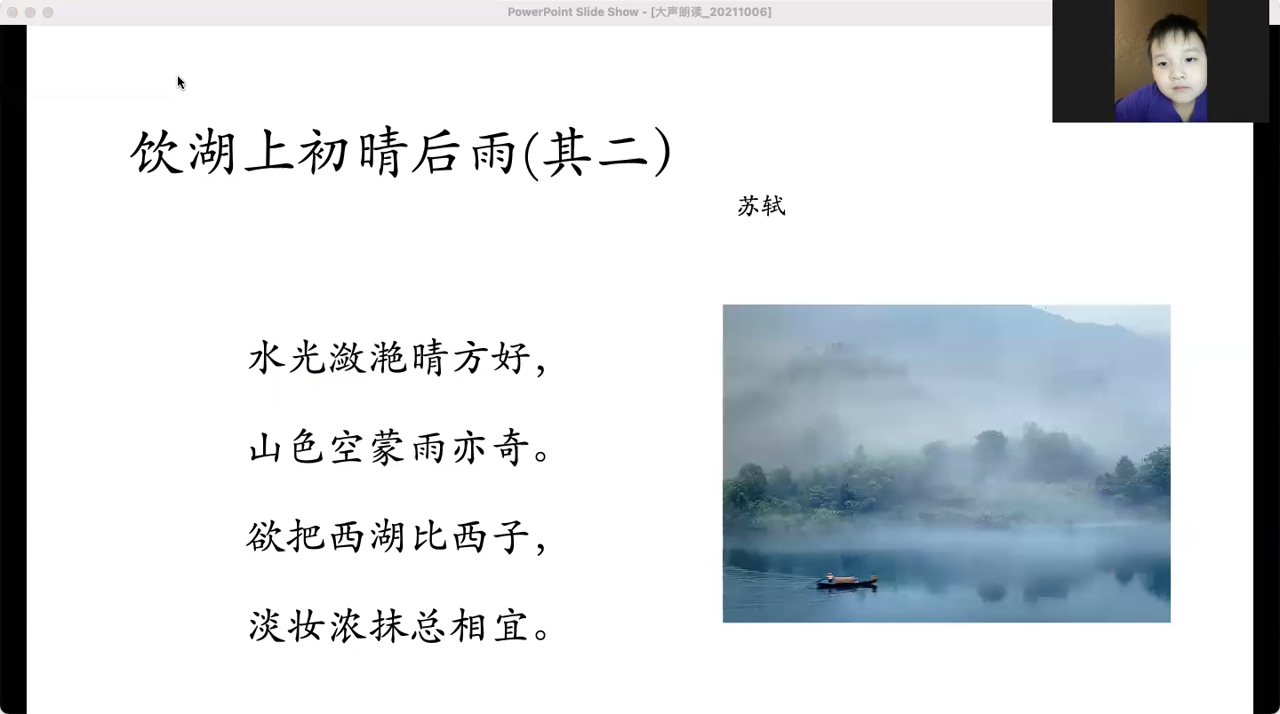 PowerPoint Slide Show - [大声朗读_20211006]
饮湖上初晴后雨(其二)
苏轼
水光潋滟晴方好,
山色空蒙雨亦奇。
欲把西湖比西子,
淡妆浓抹总相宜。